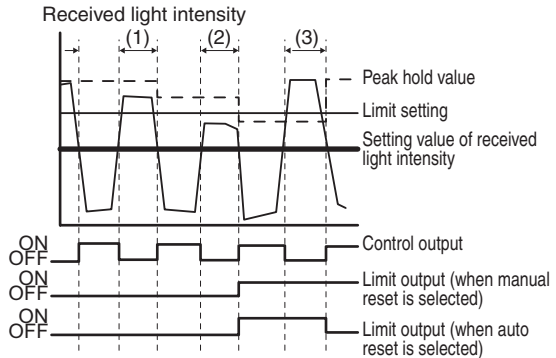 Received light intensity
(1) (2) (3)
Peak hold value
Limit setting
Setting value of received
light intensity
ON
OFF
Control output
ON
OFF
Limit output (when manual
reset is selected)
ON
OFF
Limit output (when auto
reset is selected)